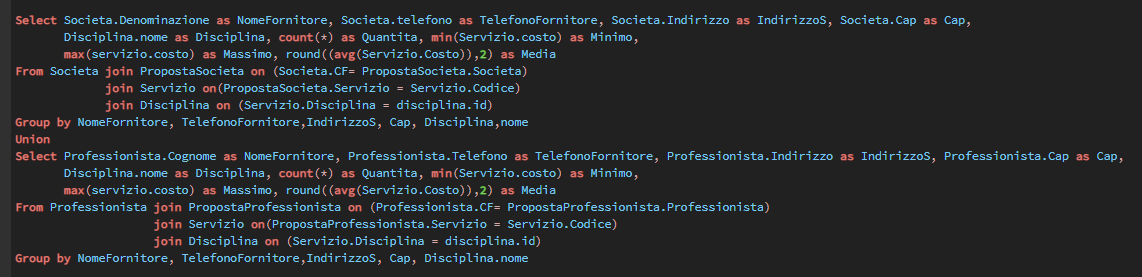 Select Societa.Denominazione as NomeFornitore, Societa.telefono as TelefonoFornitore, Societa.Indirizzo as IndirizzoS, Societa.Cap as Cap,
Disciplina.nome as Disciplina, count(*) as Quantita, min(Servizio.costo) as Minimo,
max(servizio.costo) as Massimo, round((avg(Servizio.Costo)),2) as Media
From Societa join PropostaSocieta on (Societa.CF= PropostaSocieta.Societa)
join Servizio on(PropostaSocieta.Servizio = Servizio.Codice)
join Disciplina on (Servizio.Disciplina = disciplina.id)
Group by NomeFornitore, TelefonoFornitore,IndirizzoS, Cap, Disciplina,nome
Union
Select Professionista.Cognome as NomeFornitore, Professionista.Telefono as TelefonoFornitore, Professionista.Indirizzo as IndirizzoS, Professionista.Cap as Cap,
Disciplina.nome as Disciplina, count(*) as Quantita, min(Servizio.costo) as Minimo,
max(servizio.costo) as Massimo, round((avg(Servizio.Costo)),2) as Media
From Professionista join PropostaProfessionista on (Professionista.CF= PropostaProfessionista.Professionista)
join Servizio on(PropostaProfessionista.Servizio = Servizio.Codice)
join Disciplina on (Servizio.Disciplina = disciplina.id)
Group by NomeFornitore, TelefonoFornitore,IndirizzoS, Cap, Disciplina.nome